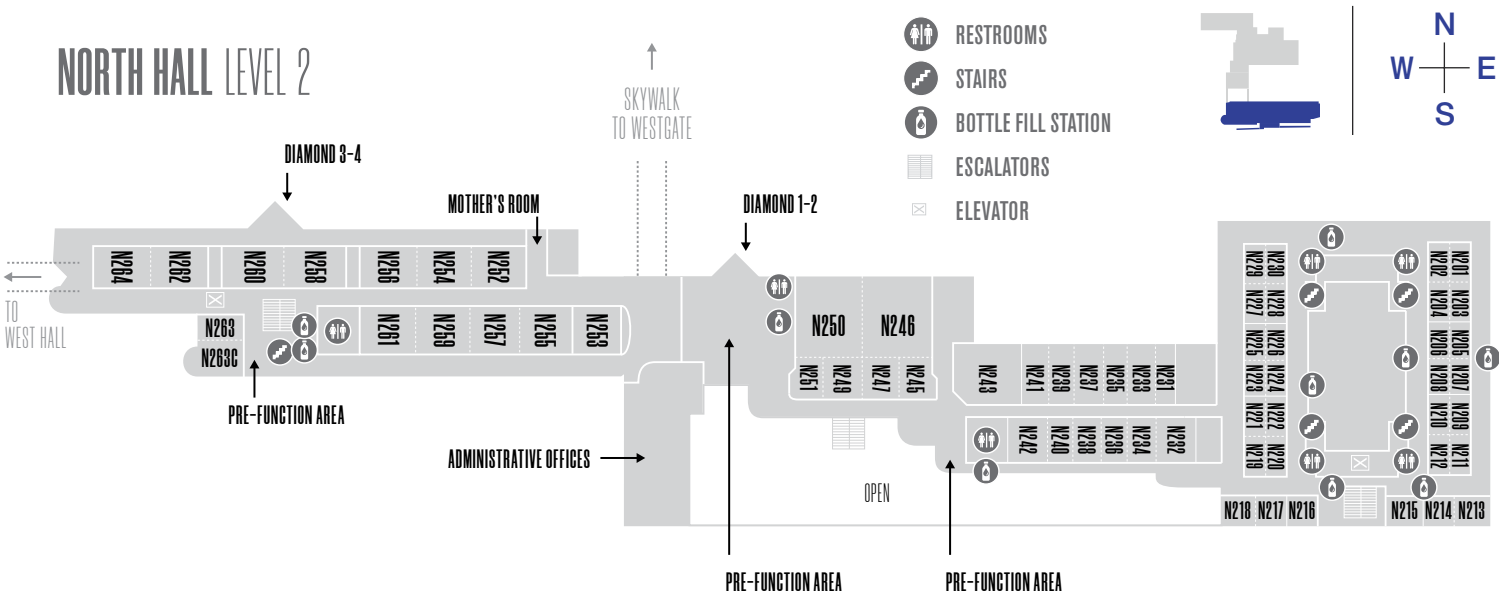 NORTH HALL LEVEL 2
SKYWALK
TO WESTGATE
RESTROOMS
STAIRS
BOTTLE FILL STATION
ESCALATORS
ELEVATOR
N
W E
S
DIAMOND 3-4
MOTHER'S ROOM
DIAMOND 1-2
TO
WEST HALL
N264 N262 N260 N258 N256 N254 N252
N263
N263C
N261 N259 N257 N255 N253
PRE-FUNCTION AREA
ADMINISTRATIVE OFFICES
N250 N246
N251 N249 N247 N245
N243 N241 N239 N237 N235 N233 N231
N242 N240 N238 N236 N234 N232
OPEN
PRE-FUNCTION AREA
PRE-FUNCTION AREA
N229 N230
N227 N228
N225 N226
N223 N224
N221 N222
N219 N220
N202 N201
N204 N203
N206 N205
N208 N207
N210 N209
N212 N211
N218 N217 N216
N215 N214 N213